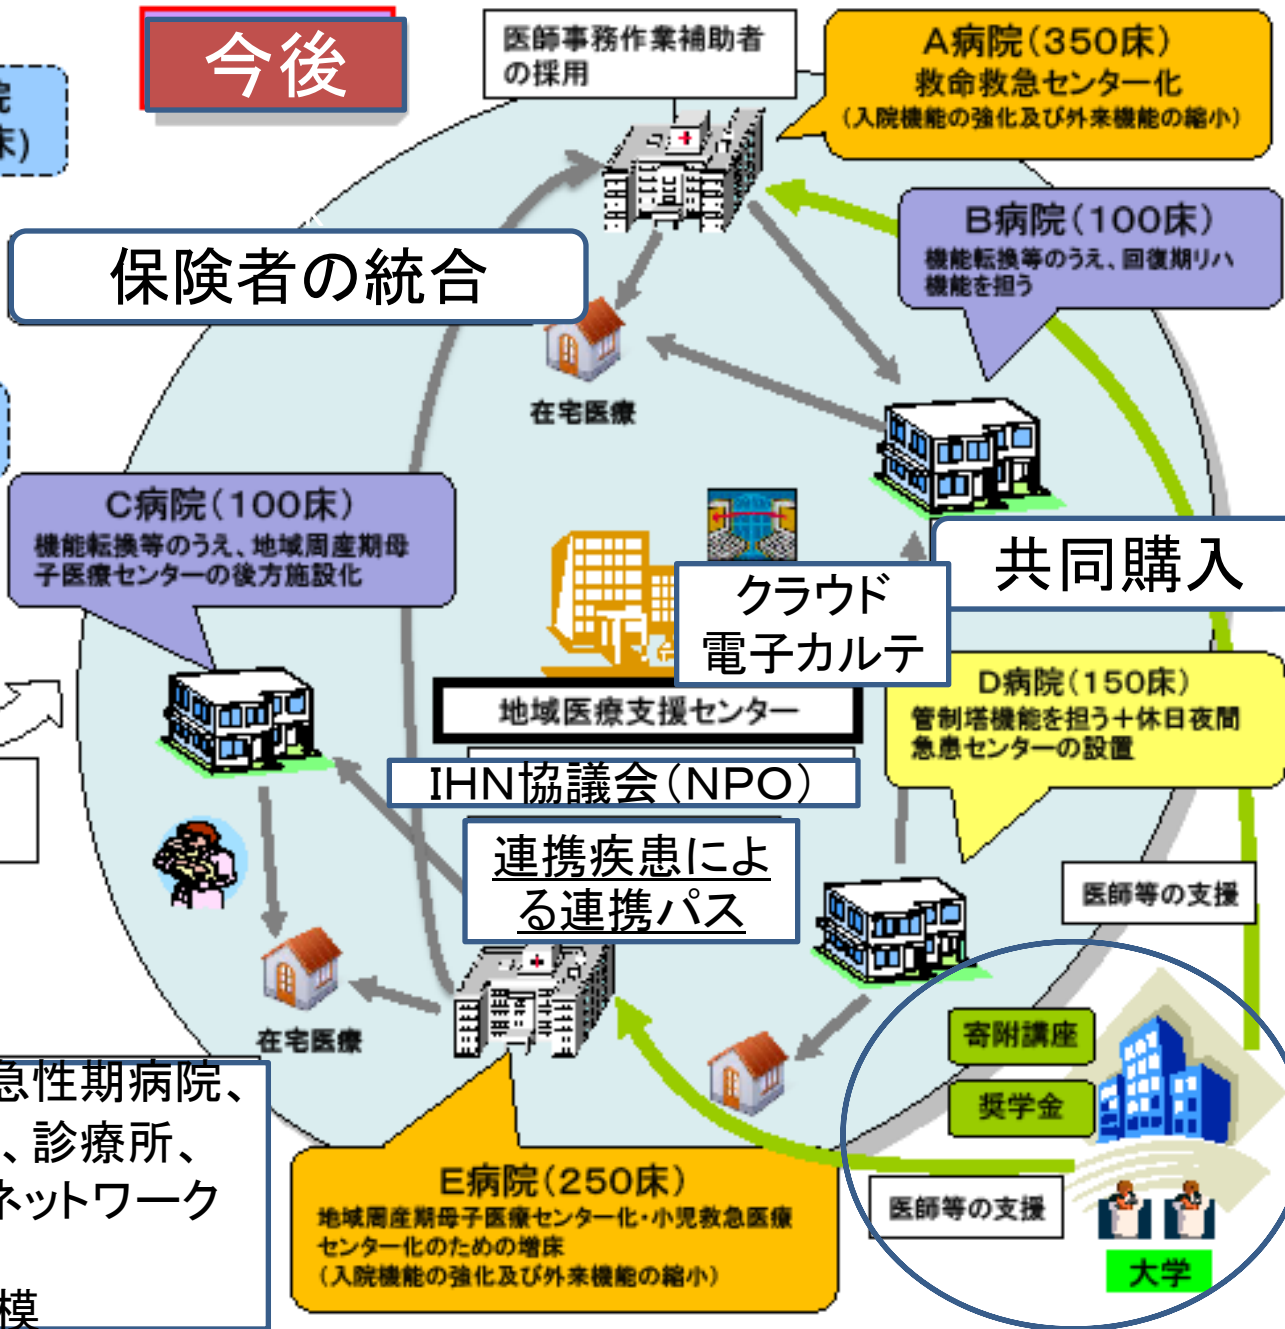 今後
医師事務作業補助者
の採用
A病院(350床)
救命救急センター化
(入院機能の強化及び外来機能の縮小)
院
床)
B病院(100床)
機能転換等のうえ、回復期リハ
機能を担う
保険者の統合
在宅医療
C病院(100床)
機能転換等のうえ、地域周産期母
子医療センターの後方施設化
共同購入
クラウド
電子カルテ
D病院(150床)
管制塔機能を担う+休日夜間
急患センターの設置
地域医療支援センター
IHN協議会(NPO)
連携疾患によ
る連携パス
医師等の支援
在宅医療
寄附講座
奨学金
急性期病院、
、診療所、
ネットワーク
模
E病院(250床)
地域周産期母子医療センター化・小児救急医療
センター化のための増床
(入院機能の強化及び外来機能の縮小)
医師等の支援
大学